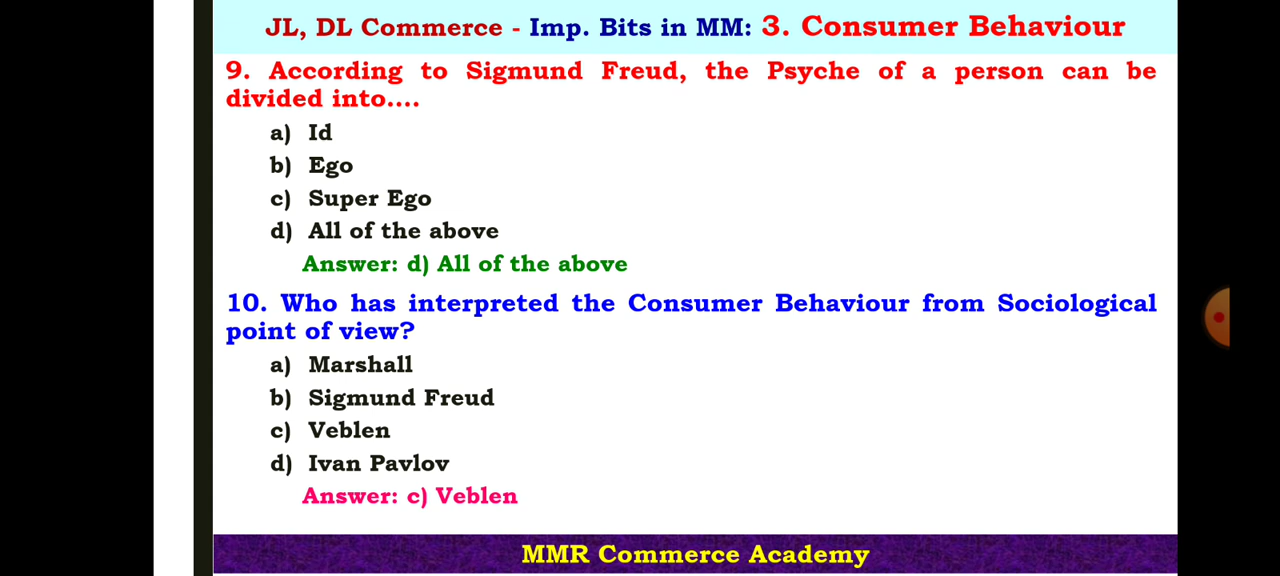 JL, DL Commerce - Imp. Bits in MM: 3. Consumer Behaviour
9. According to Sigmund Freud, the Psyche of a person can be
divided into....
a) Id
b) Ego
c) Super Ego
d) All of the above
Answer: d) All of the above
10. Who has interpreted the Consumer Behaviour from Sociological
point of view?
a) Marshall
b) Sigmund Freud
c) Veblen
d) Ivan Pavlov
Answer: c) Veblen
MMR Commerce Academy